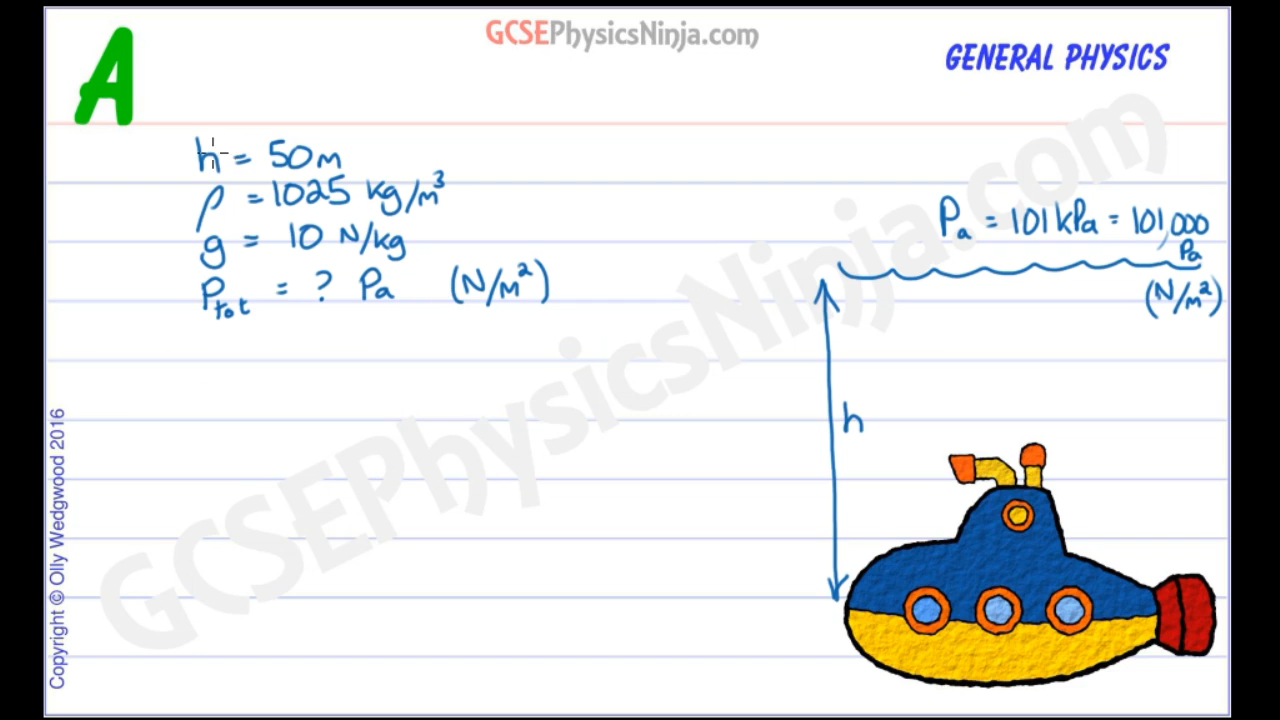 GCSEPhysicsNinja.com
GENERAL PHYSICS
A
h = 50 m
ρ = 1025 kg/m³
g = 10 N/kg
Ptot = ? Pa (N/m²)
Pa = 101 kPa = 101,000
Pa
(N/m²)
h
GCSEPhysicsNinja.com
Copyright © Olly Wedgwood 2016